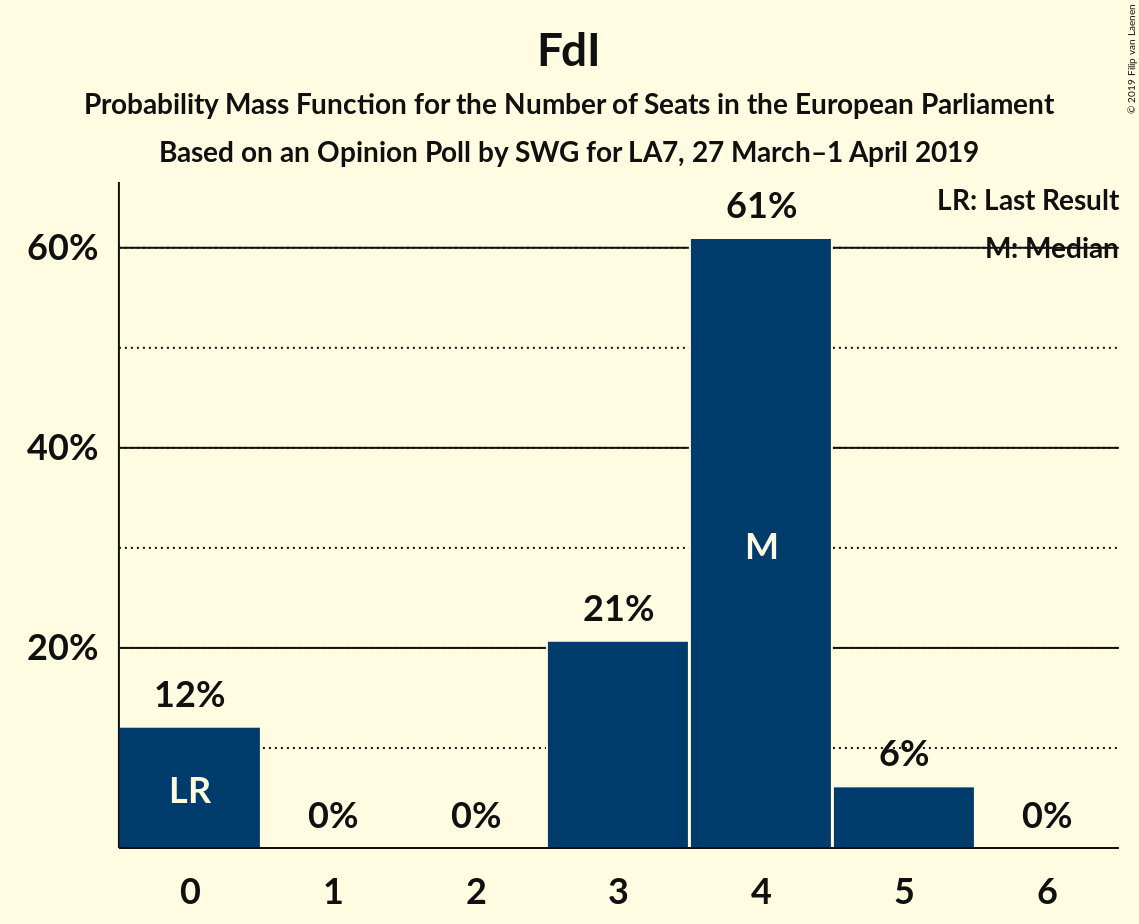 FdI
Probability Mass Function for the Number of Seats in the European Parliament
Based on an Opinion Poll by SWG for LA7, 27 March–1 April 2019
© 2019 Filip van Laenen
LR: Last Result
M: Median
60%
40%
20%
12%
0%
0%
21%
61%
6%
0%
LR
M
0
1
2
3
4
5
6